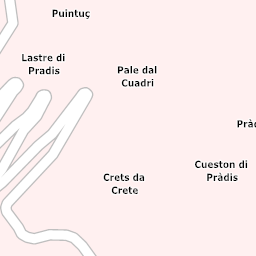 Puintuç
Lastre di
Pradis
Pale dal
Cuadri
Cueston di
Pràdis
Crets da
Crete